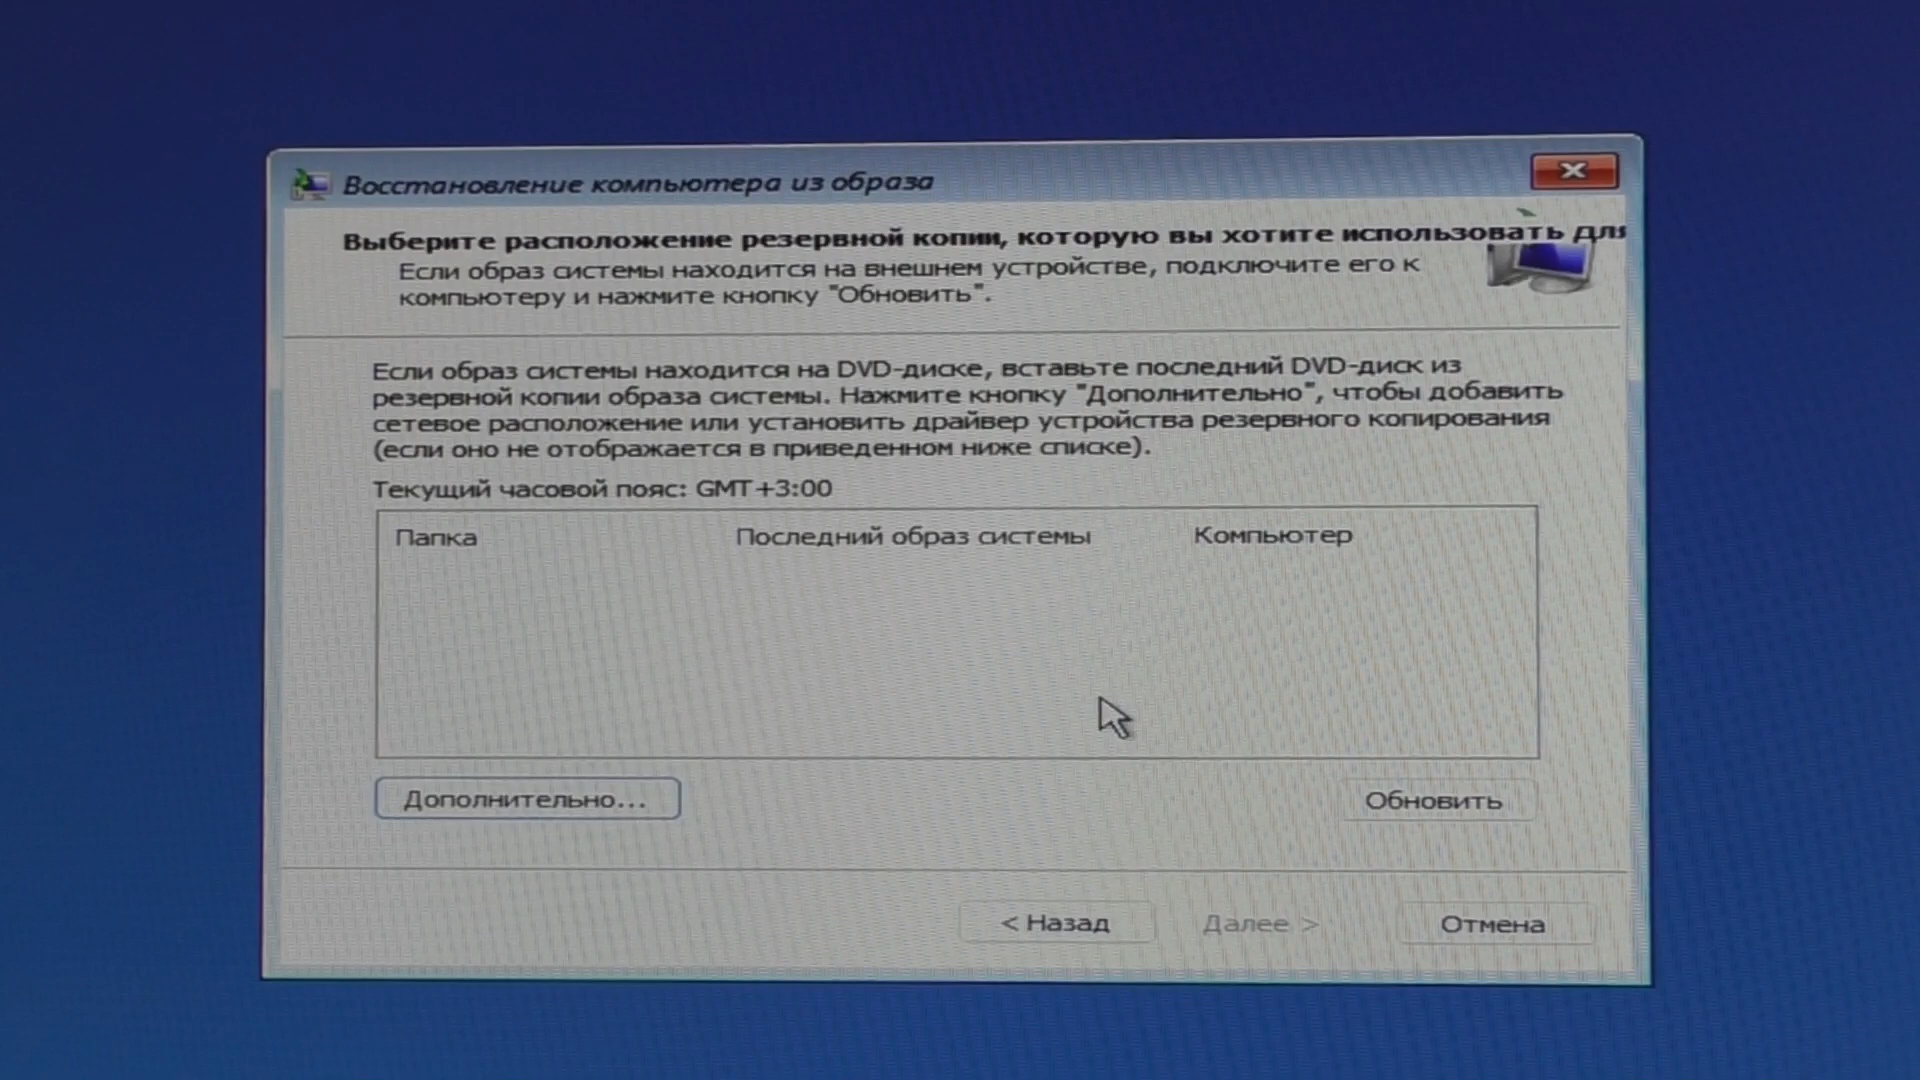 Восстановление компьютера из образа
Выберите расположение резервной копии, которую вы хотите использовать для
Если образ системы находится на внешнем устройстве, подключите его к
компьютеру и нажмите кнопку "Обновить".
Если образ системы находится на DVD-диске, вставьте последний DVD-диск из
резервной копии образа системы. Нажмите кнопку "Дополнительно", чтобы добавить
сетевое расположение или установить драйвер устройства резервного копирования
(если оно не отображается в приведенном ниже списке).
Текущий часовой пояс: GMT+3:00
Папка Последний образ системы Компьютер
Дополнительно... Обновить
< Назад Далее > Отмена